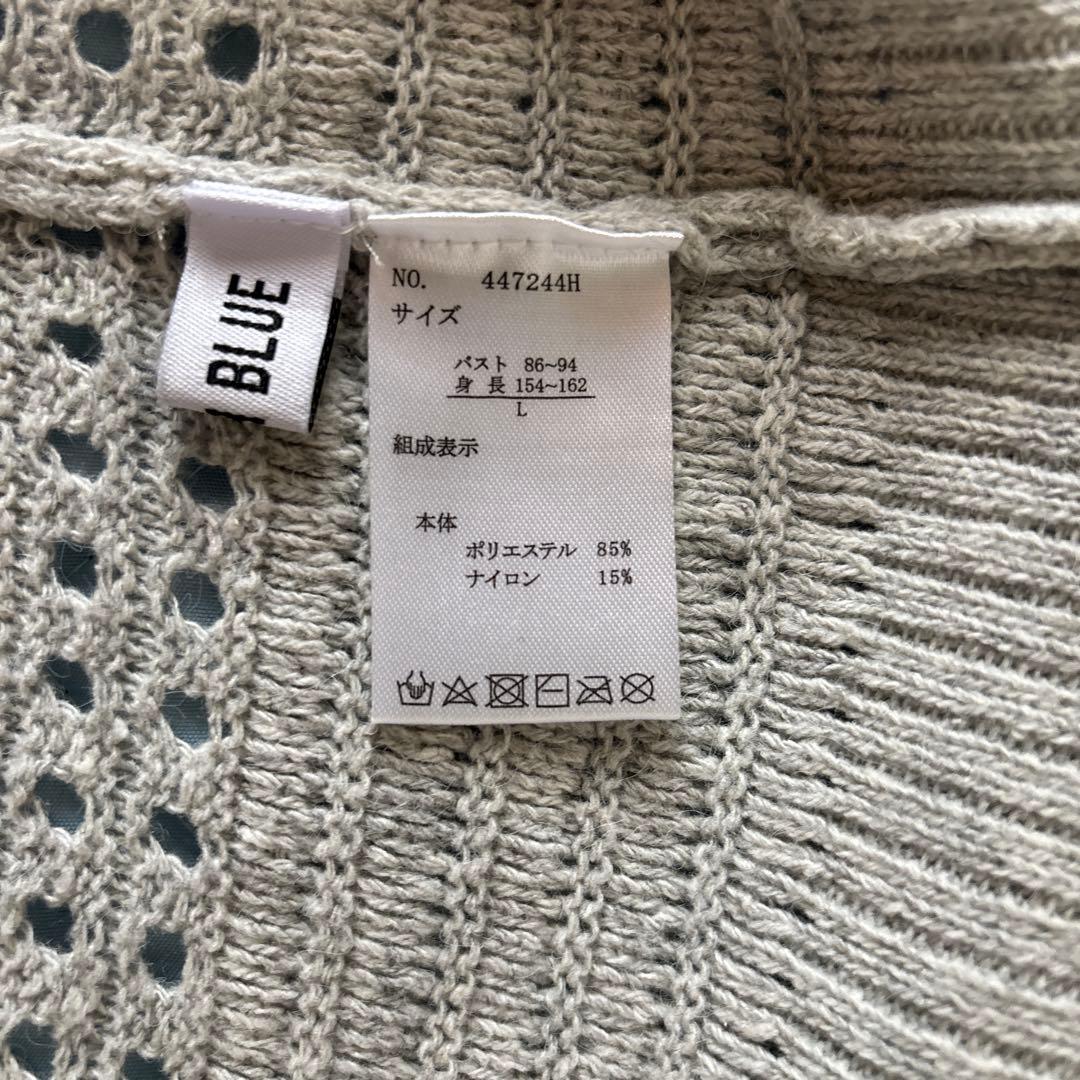 BLUE
NO. 447244H
サイズ
バスト 86~94
身 長 154~162
L
組成表示
本体
ポリエステル 85%
ナイロン 15%